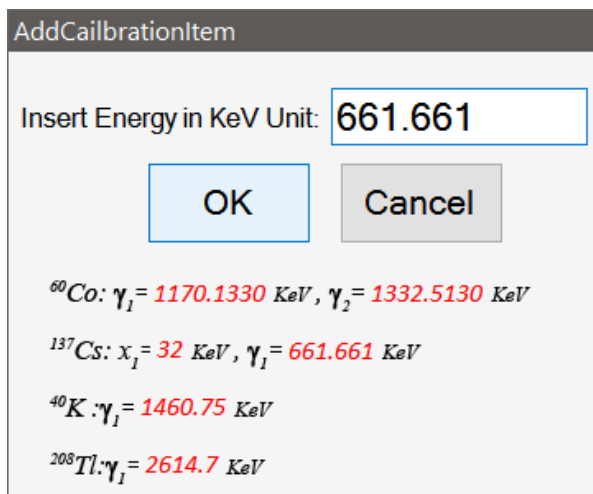 AddCailbrationItem
Insert Energy in KeV Unit: 661.661
OK Cancel
⁶⁰Co: γ₁= 1170.1330 KeV , γ₂= 1332.5130 KeV
¹³⁷Cs: x₁= 32 KeV , γ₁= 661.661 KeV
⁴⁰K :γ₁= 1460.75 KeV
²⁰⁸Tl:γ₁= 2614.7 KeV